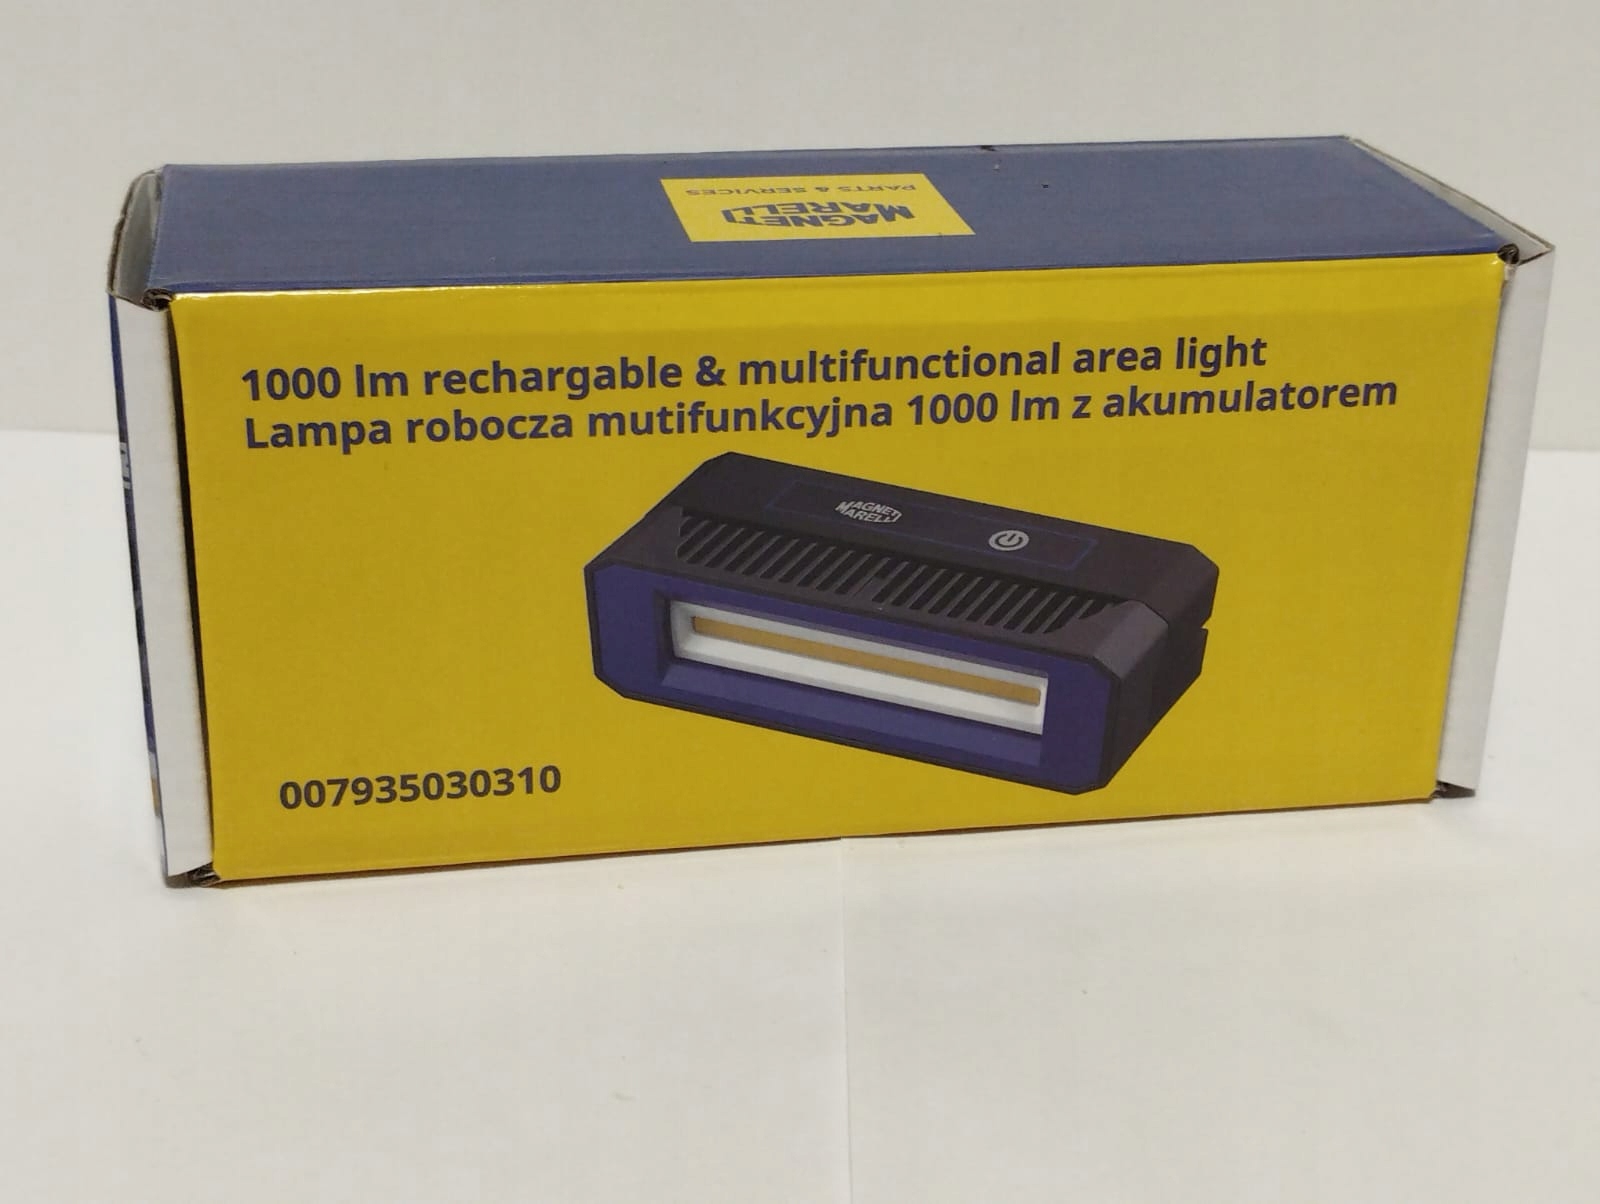 MAGNETI
MARELLI
PARTS & SERVICES
1000 lm rechargable & multifunctional area light
Lampa robocza mutifunkcyjna 1000 lm z akumulatorem
MAGNETI
MARELLI
007935030310